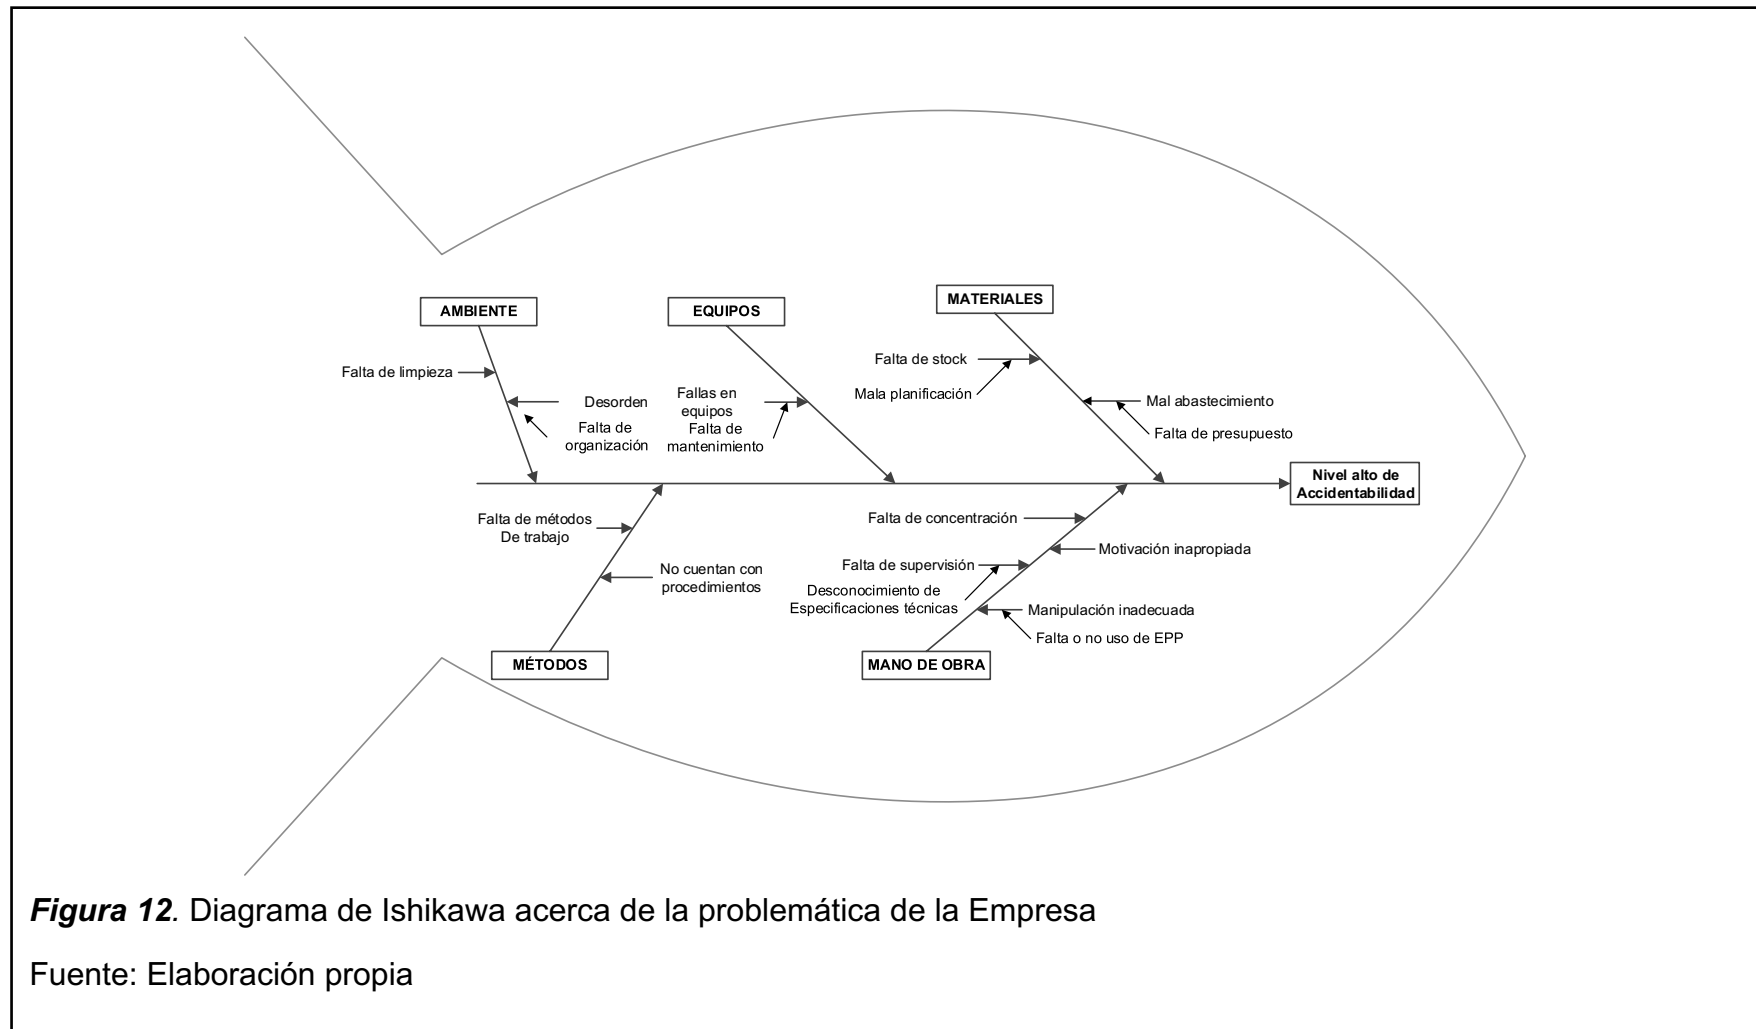 AMBIENTE
EQUIPOS
MATERIALES
Falta de limpieza
Desorden
Falta de
organización
Fallas en
equipos
Falta de
mantenimiento
Falta de stock
Mala planificación
Mal abastecimiento
Falta de presupuesto
Nivel alto de
Accidentabilidad
Falta de métodos
De trabajo
No cuentan con
procedimientos
Falta de concentración
Motivación inapropiada
Falta de supervisión
Desconocimiento de
Especificaciones técnicas
Manipulación inadecuada
Falta o no uso de EPP
MÉTODOS
MANO DE OBRA
Figura 12. Diagrama de Ishikawa acerca de la problemática de la Empresa
Fuente: Elaboración propia